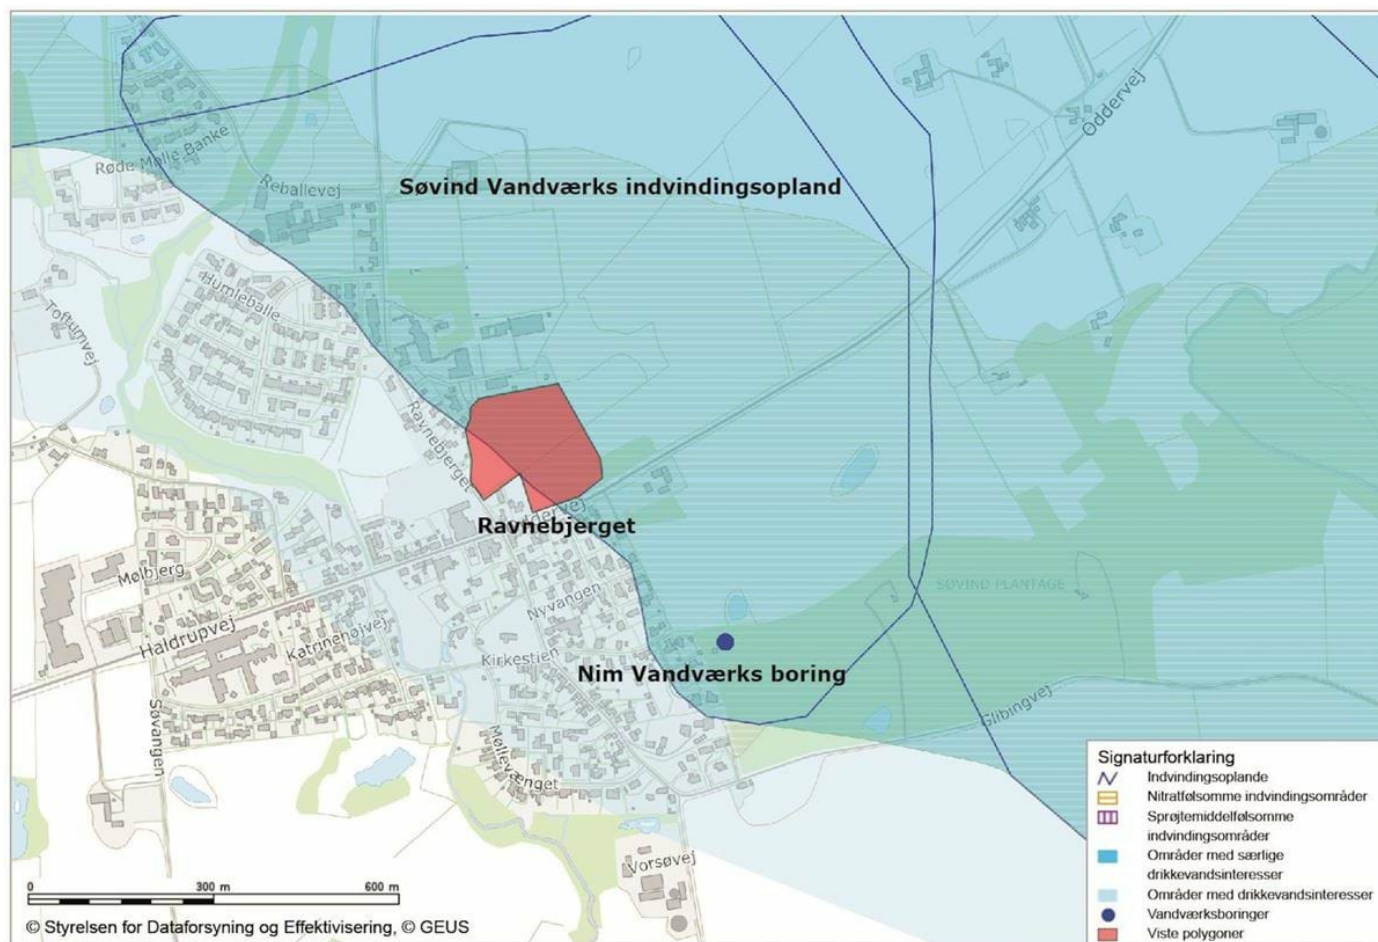 Oddervej
Røde Mølle Banke
Reballevej
Søvind Vandværks indvindingsopland
Humleballe
Toftumvej
Ravnebjerget
Ravnebjerget
Mølbjerg
Haldrupvej
Katrinehøjvej
Nyvangen
Kirkestien
SØVIND PLANTAGE
Nim Vandværks boring
Glibingvej
Søvangen
Møllevænget
Vorsøvej
Signaturforklaring
Indvindingsoplande
Nitratfølsomme indvindingsområder
Sprøjtemiddelfølsomme
indvindingsområder
Områder med særlige
drikkevandsinteresser
Områder med drikkevandsinteresser
Vandværksboringer
Viste polygoner
0 300 m 600 m
© Styrelsen for Dataforsyning og Effektivisering, © GEUS